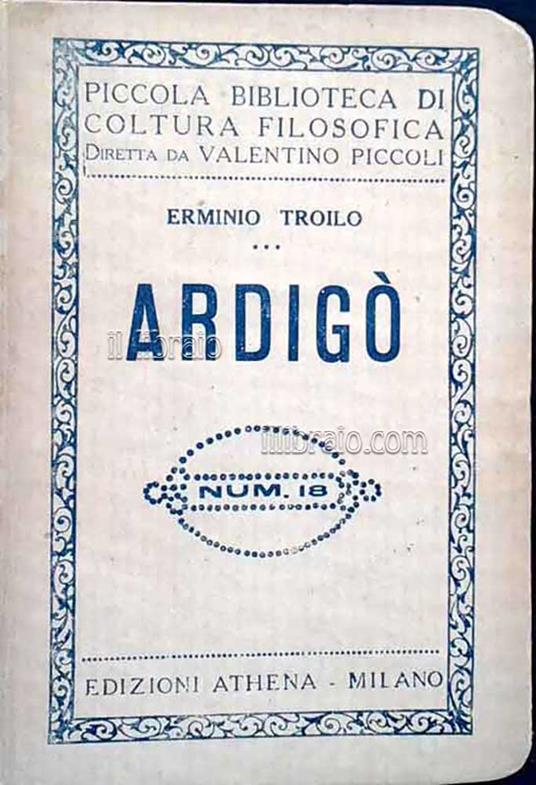 PICCOLA BIBLIOTECA DI
COLTURA FILOSOFICA
DIRETTA DA VALENTINO PICCOLI
ERMINIO TROILO
ARDIGÒ
il libraio
illibraio.com
NUM. 18
EDIZIONI ATHENA - MILANO